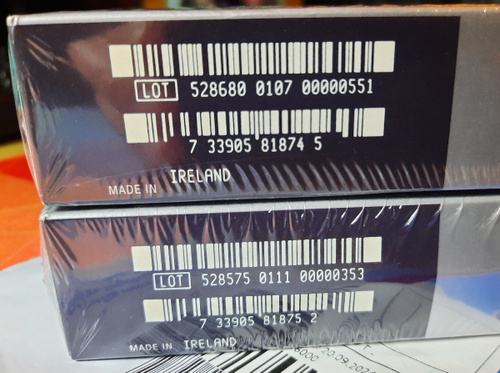 LOT 528680 0107 00000551
7 33905 81874 5
MADE IN IRELAND
LOT 528575 0111 00000353
7 33905 81875 2
MADE IN IRELAND